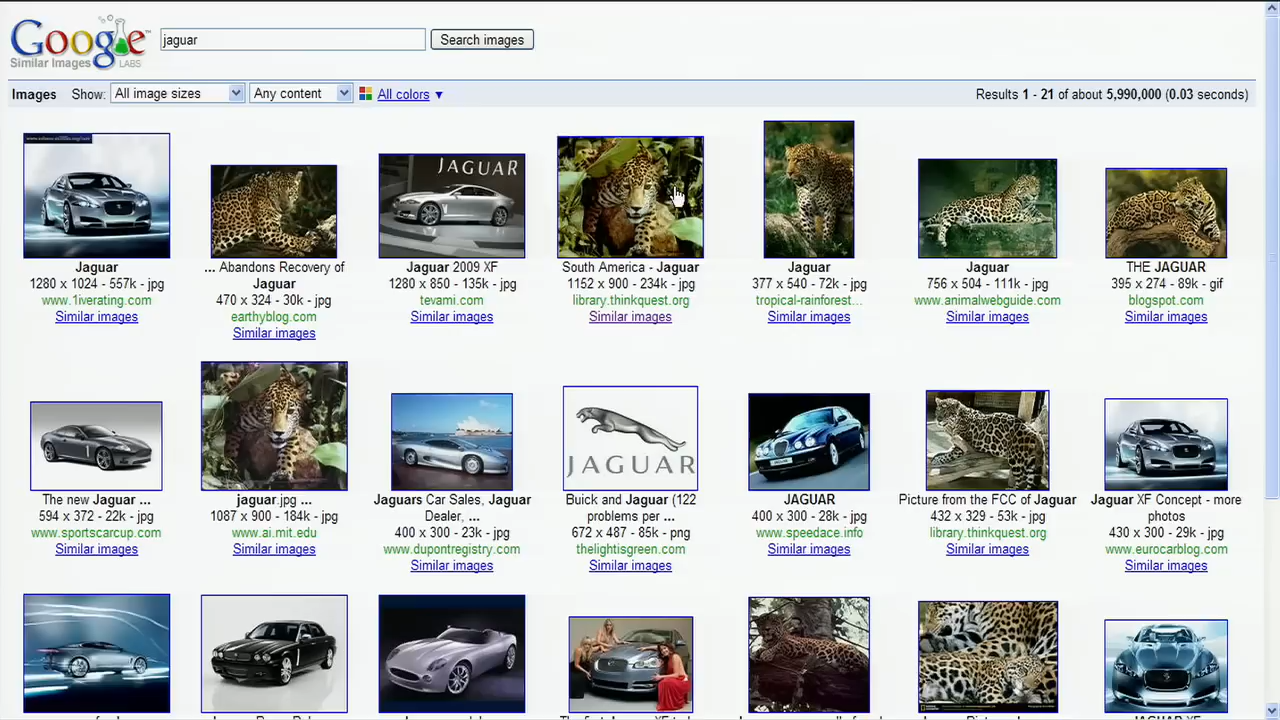 Google™
Similar Images LABS
jaguar
Search images
Images Show: All image sizes Any content All colors ▼
Results 1 - 21 of about 5,990,000 (0.03 seconds)
JAGUAR
Jaguar
1280 x 1024 - 557k - jpg
www.1iverating.com
Similar images
... Abandons Recovery of
Jaguar
470 x 324 - 30k - jpg
earthyblog.com
Similar images
Jaguar 2009 XF
1280 x 850 - 135k - jpg
tevami.com
Similar images
South America - Jaguar
1152 x 900 - 234k - jpg
library.thinkquest.org
Similar images
Jaguar
377 x 540 - 72k - jpg
tropical-rainforest...
Similar images
Jaguar
756 x 504 - 111k - jpg
www.animalwebguide.com
Similar images
THE JAGUAR
395 x 274 - 89k - gif
blogspot.com
Similar images
The new Jaguar ...
594 x 372 - 22k - jpg
www.sportscarcup.com
Similar images
jaguar.jpg ...
1087 x 900 - 184k - jpg
www.ai.mit.edu
Similar images
Jaguars Car Sales, Jaguar
Dealer, ...
400 x 300 - 23k - jpg
www.dupontregistry.com
Similar images
JAGUAR
Buick and Jaguar (122
problems per ...
672 x 487 - 85k - png
thelightisgreen.com
Similar images
JAGUAR
400 x 300 - 28k - jpg
www.speedace.info
Similar images
Picture from the FCC of Jaguar
432 x 329 - 53k - jpg
library.thinkquest.org
Similar images
Jaguar XF Concept - more
photos
430 x 300 - 29k - jpg
www.eurocarblog.com
Similar images